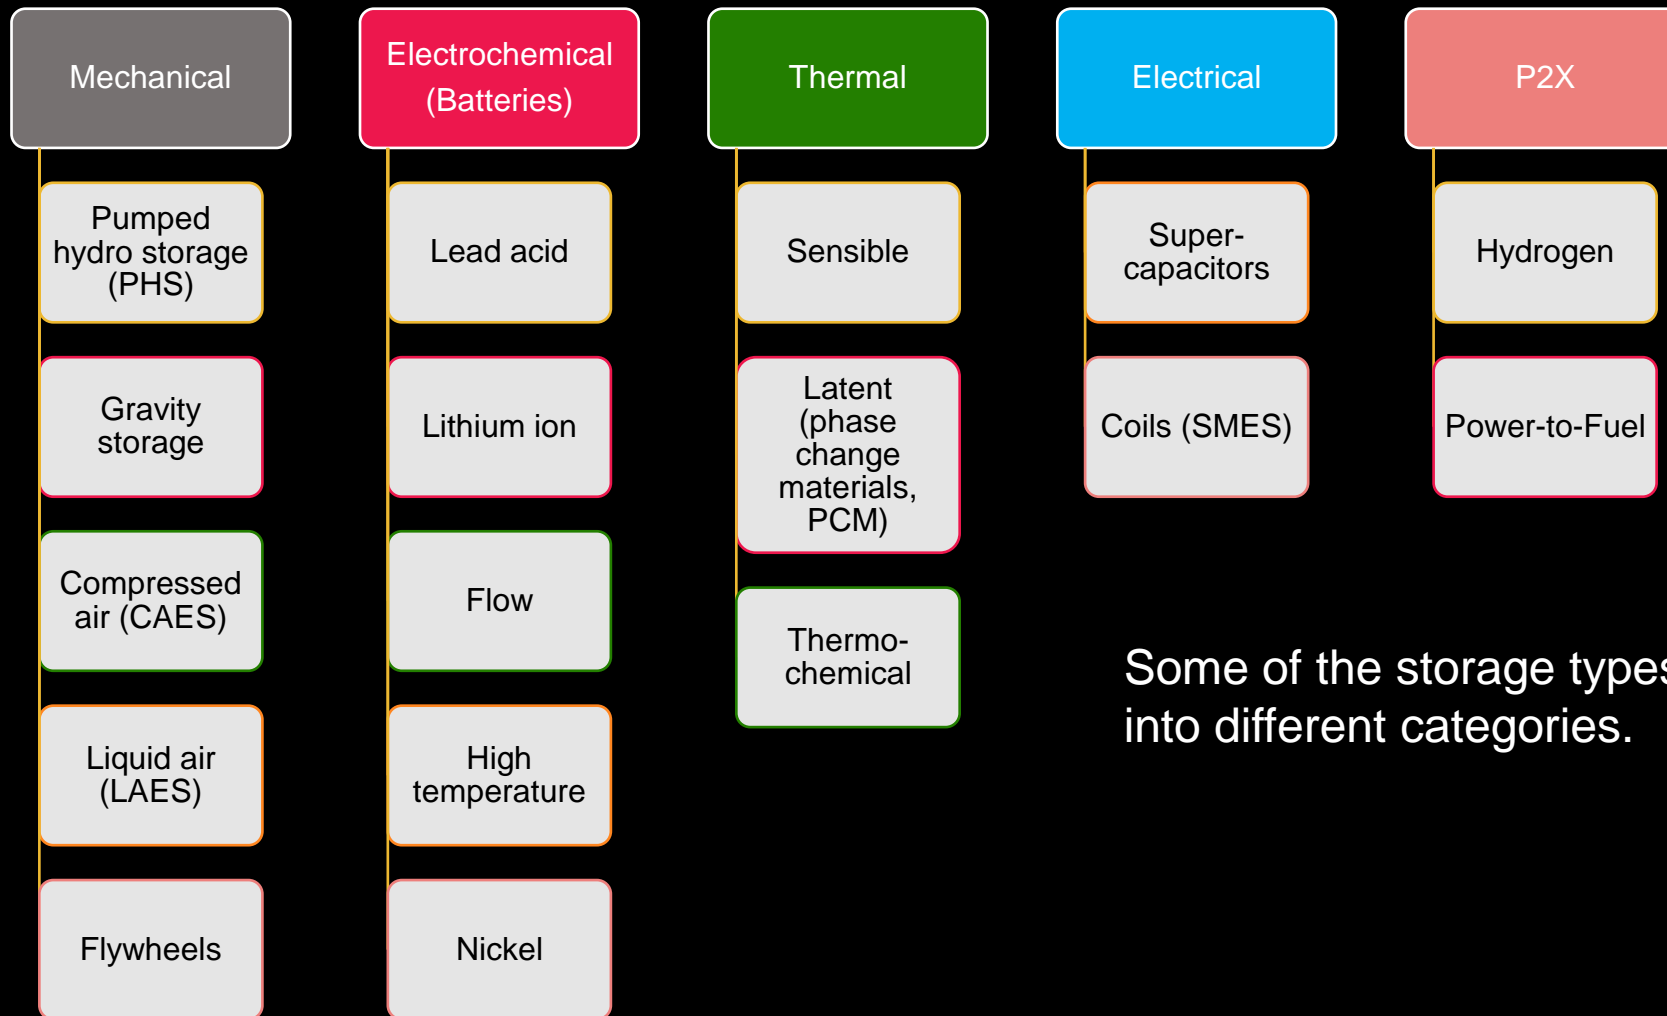 Mechanical
Pumped
hydro storage
(PHS)
Gravity
storage
Compressed
air (CAES)
Liquid air
(LAES)
Flywheels
Electrochemical
(Batteries)
Lead acid
Lithium ion
Flow
High
temperature
Nickel
Thermal
Sensible
Latent
(phase
change
materials,
PCM)
Thermo-
chemical
Electrical
Super-
capacitors
Coils (SMES)
P2X
Hydrogen
Power-to-Fuel
Some of the storage types
into different categories.